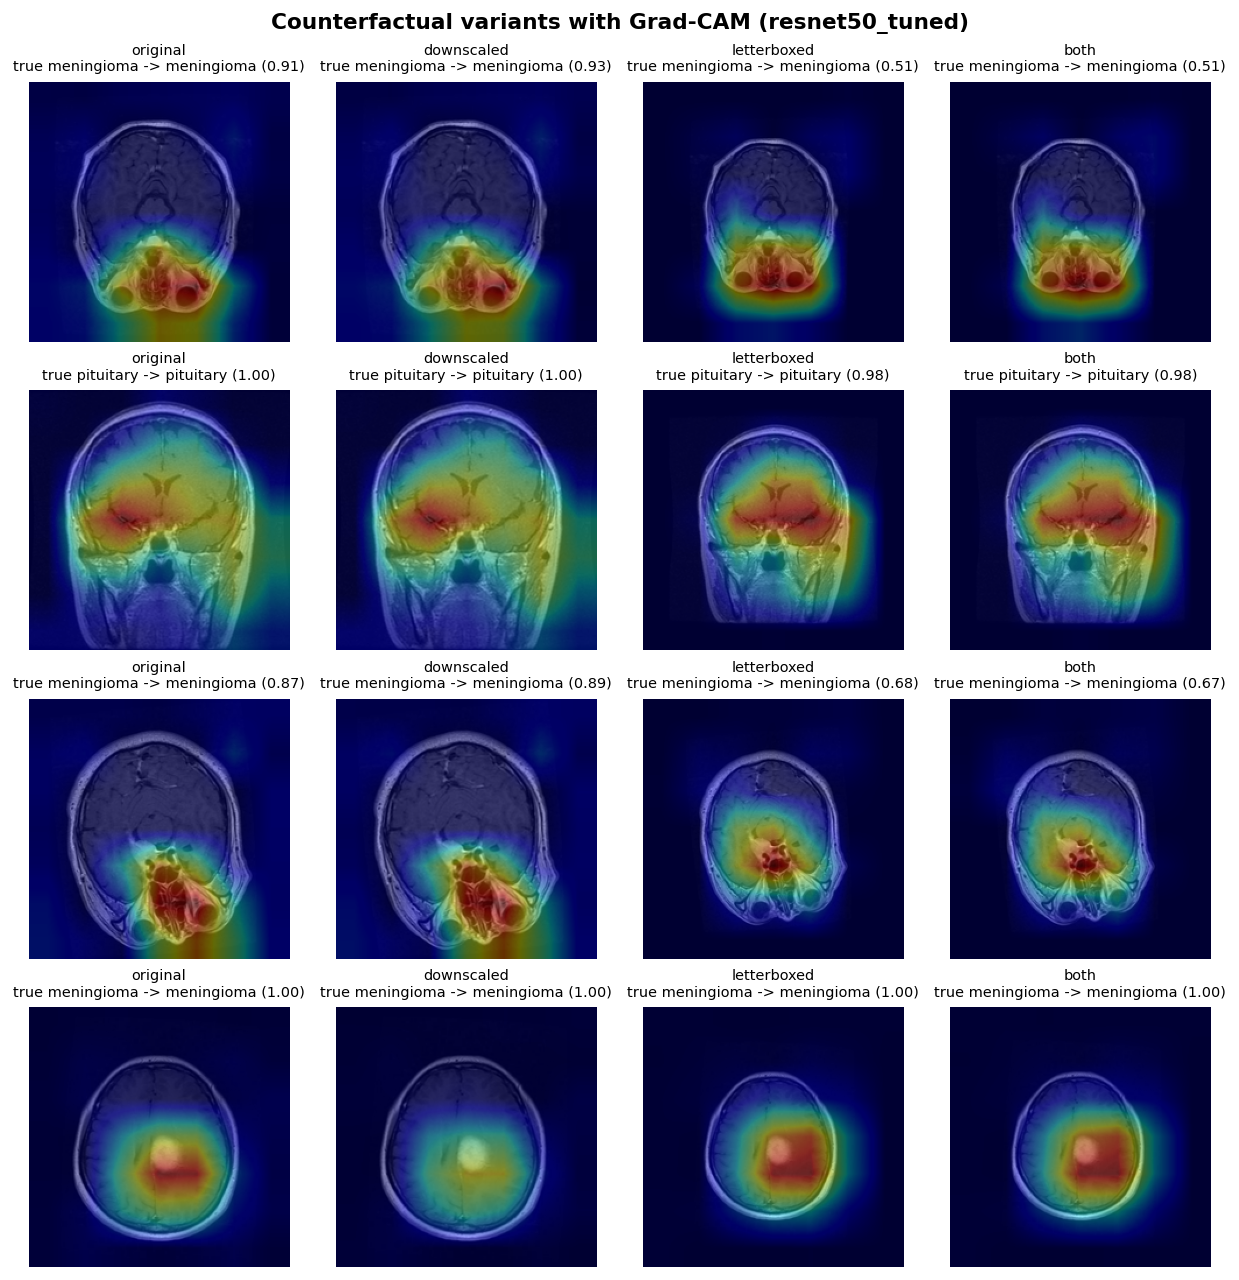 Counterfactual variants with Grad-CAM (resnet50_tuned)
original
true meningioma -> meningioma (0.91)
downscaled
true meningioma -> meningioma (0.93)
letterboxed
true meningioma -> meningioma (0.51)
both
true meningioma -> meningioma (0.51)
original
true pituitary -> pituitary (1.00)
downscaled
true pituitary -> pituitary (1.00)
letterboxed
true pituitary -> pituitary (0.98)
both
true pituitary -> pituitary (0.98)
original
true meningioma -> meningioma (0.87)
downscaled
true meningioma -> meningioma (0.89)
letterboxed
true meningioma -> meningioma (0.68)
both
true meningioma -> meningioma (0.67)
original
true meningioma -> meningioma (1.00)
downscaled
true meningioma -> meningioma (1.00)
letterboxed
true meningioma -> meningioma (1.00)
both
true meningioma -> meningioma (1.00)